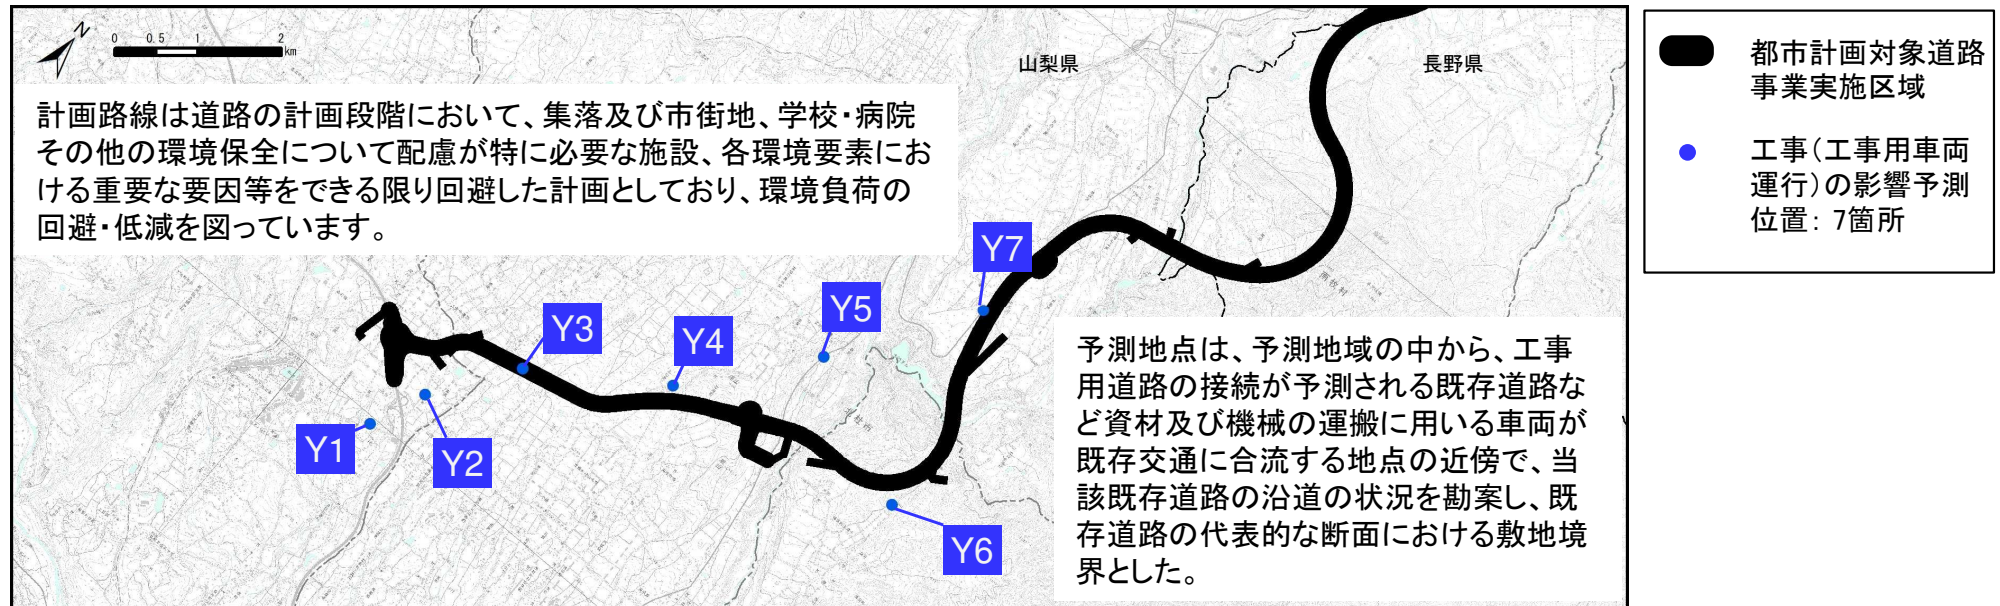 N
0 0.5 1 2
km
山梨県
長野県
計画路線は道路の計画段階において、集落及び市街地、学校・病院
その他の環境保全について配慮が特に必要な施設、各環境要素にお
ける重要な要因等をできる限り回避した計画としており、環境負荷の
回避・低減を図っています。
Y1
Y2
Y3
Y4
Y5
Y6
Y7
予測地点は、予測地域の中から、工事
用道路の接続が予測される既存道路な
ど資材及び機械の運搬に用いる車両が
既存交通に合流する地点の近傍で、当
該既存道路の沿道の状況を勘案し、既
存道路の代表的な断面における敷地境
界とした。
都市計画対象道路
事業実施区域
工事（工事用車両
運行）の影響予測
位置： 7箇所